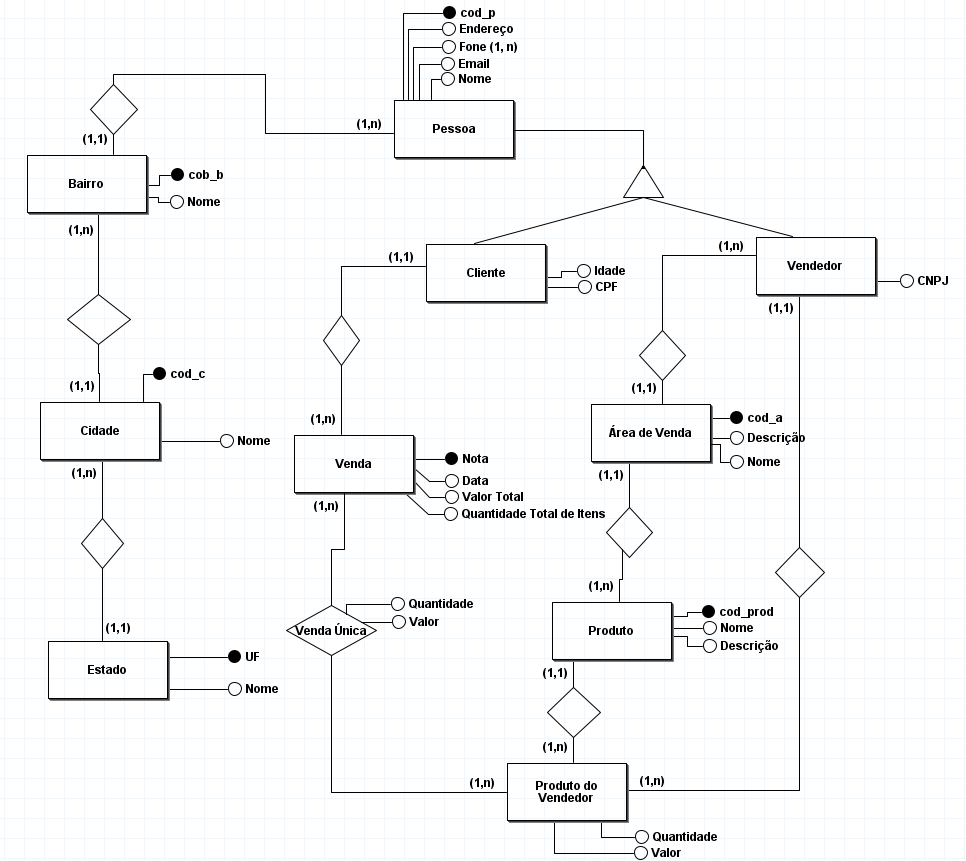 cod_p
Endereço
Fone (1, n)
Email
Nome
(1,n)
Pessoa
(1,1)
Bairro
cob_b
Nome
(1,n)
(1,1)
Cliente
Idade
CPF
(1,n)
Vendedor
CNPJ
(1,1)
(1,1)
cod_c
Cidade
Nome
(1,n)
(1,n)
Venda
Nota
Data
Valor Total
Quantidade Total de Itens
(1,n)
(1,1)
cod_a
Área de Venda
Descrição
Nome
(1,1)
(1,n)
Produto
cod_prod
Nome
Descrição
(1,1)
Quantidade
Valor
Venda Única
(1,1)
Estado
UF
Nome
(1,n)
(1,n)
Produto do
Vendedor
(1,n)
Quantidade
Valor